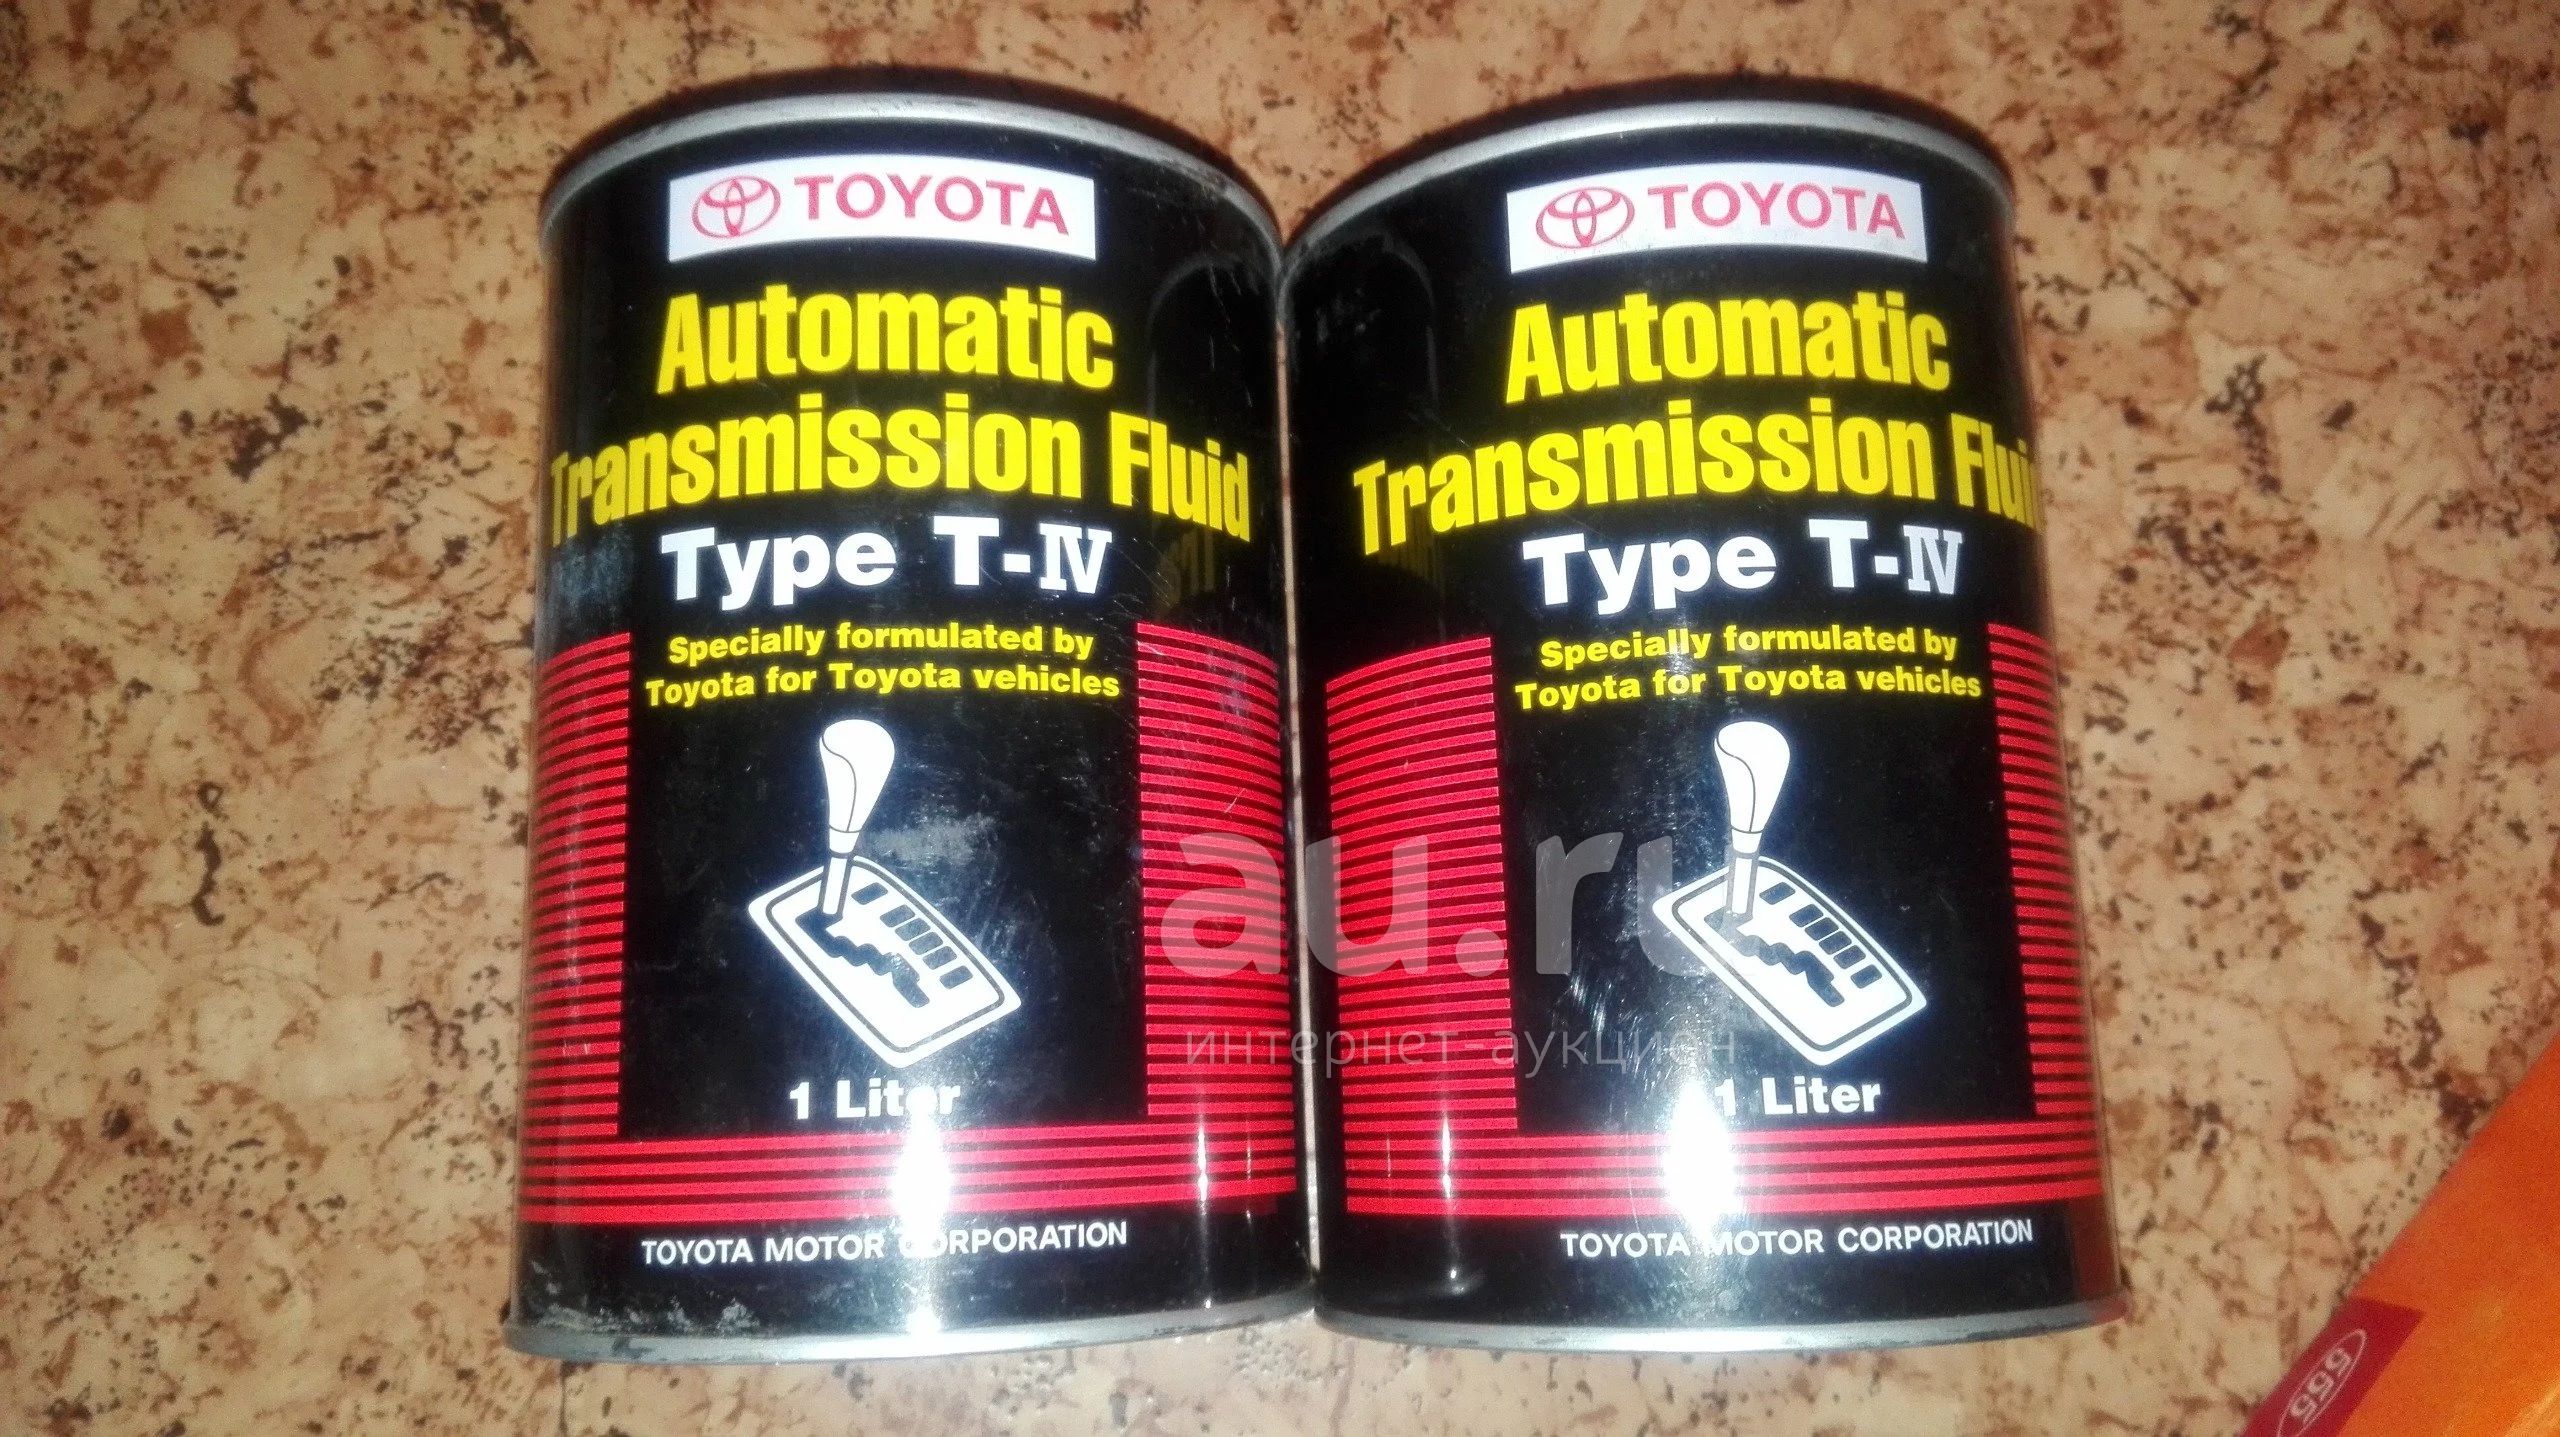 TOYOTA
Automatic
Transmission Fluid
Type T-IV
Specially formulated by
Toyota for Toyota vehicles
1 Liter
TOYOTA MOTOR CORPORATION
TOYOTA
Automatic
Transmission Flui
Type T-IV
Specially formulated by
Toyota for Toyota vehicles
1 Liter
TOYOTA MOTOR CORPORATION
au.ru
интернет-аукцион
555